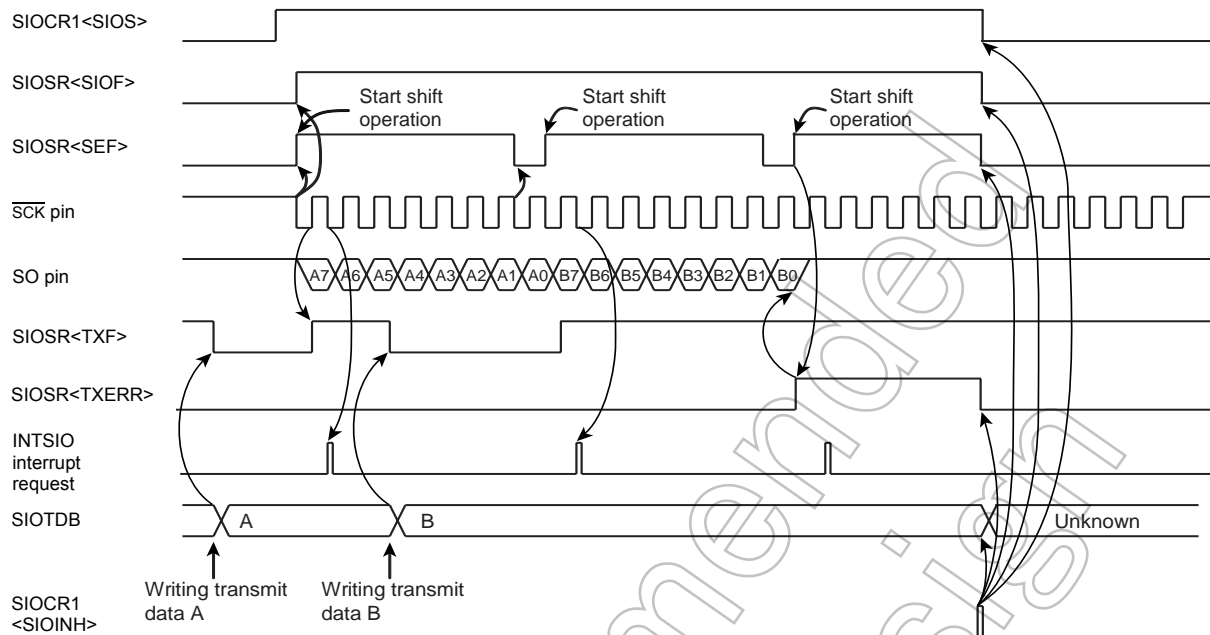 SIOCR1<SIOS>
SIOSR<SIOF>
Start shift
operation
Start shift
operation
Start shift
operation
SIOSR<SEF>
SCK pin
SO pin
A7 A6 A5 A4 A3 A2 A1 A0 B7 B6 B5 B4 B3 B2 B1 B0
SIOSR<TXF>
SIOSR<TXERR>
INTSIO
interrupt
request
SIOTDB
A
B
Unknown
Writing transmit
data A
Writing transmit
data B
SIOCR1
<SIOINH>
mended
sign